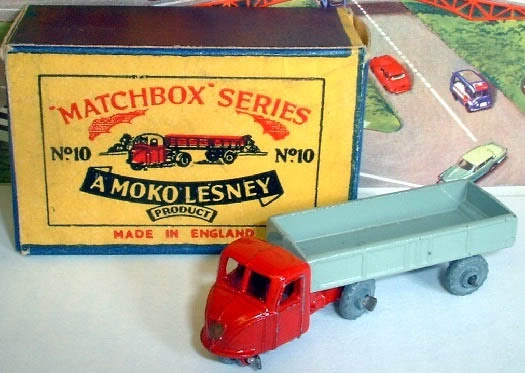 "MATCHBOX" SERIES
Nº10 Nº10
A MOKO LESNEY
PRODUCT
MADE IN ENGLAND